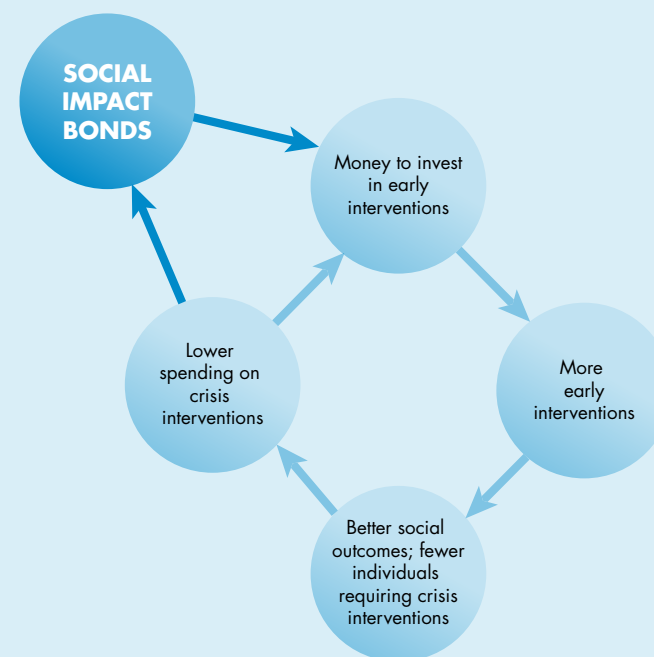 SOCIAL
IMPACT
BONDS
Money to invest
in early
interventions
More
early
interventions
Better social
outcomes; fewer
individuals
requiring crisis
interventions
Lower
spending on
crisis
interventions